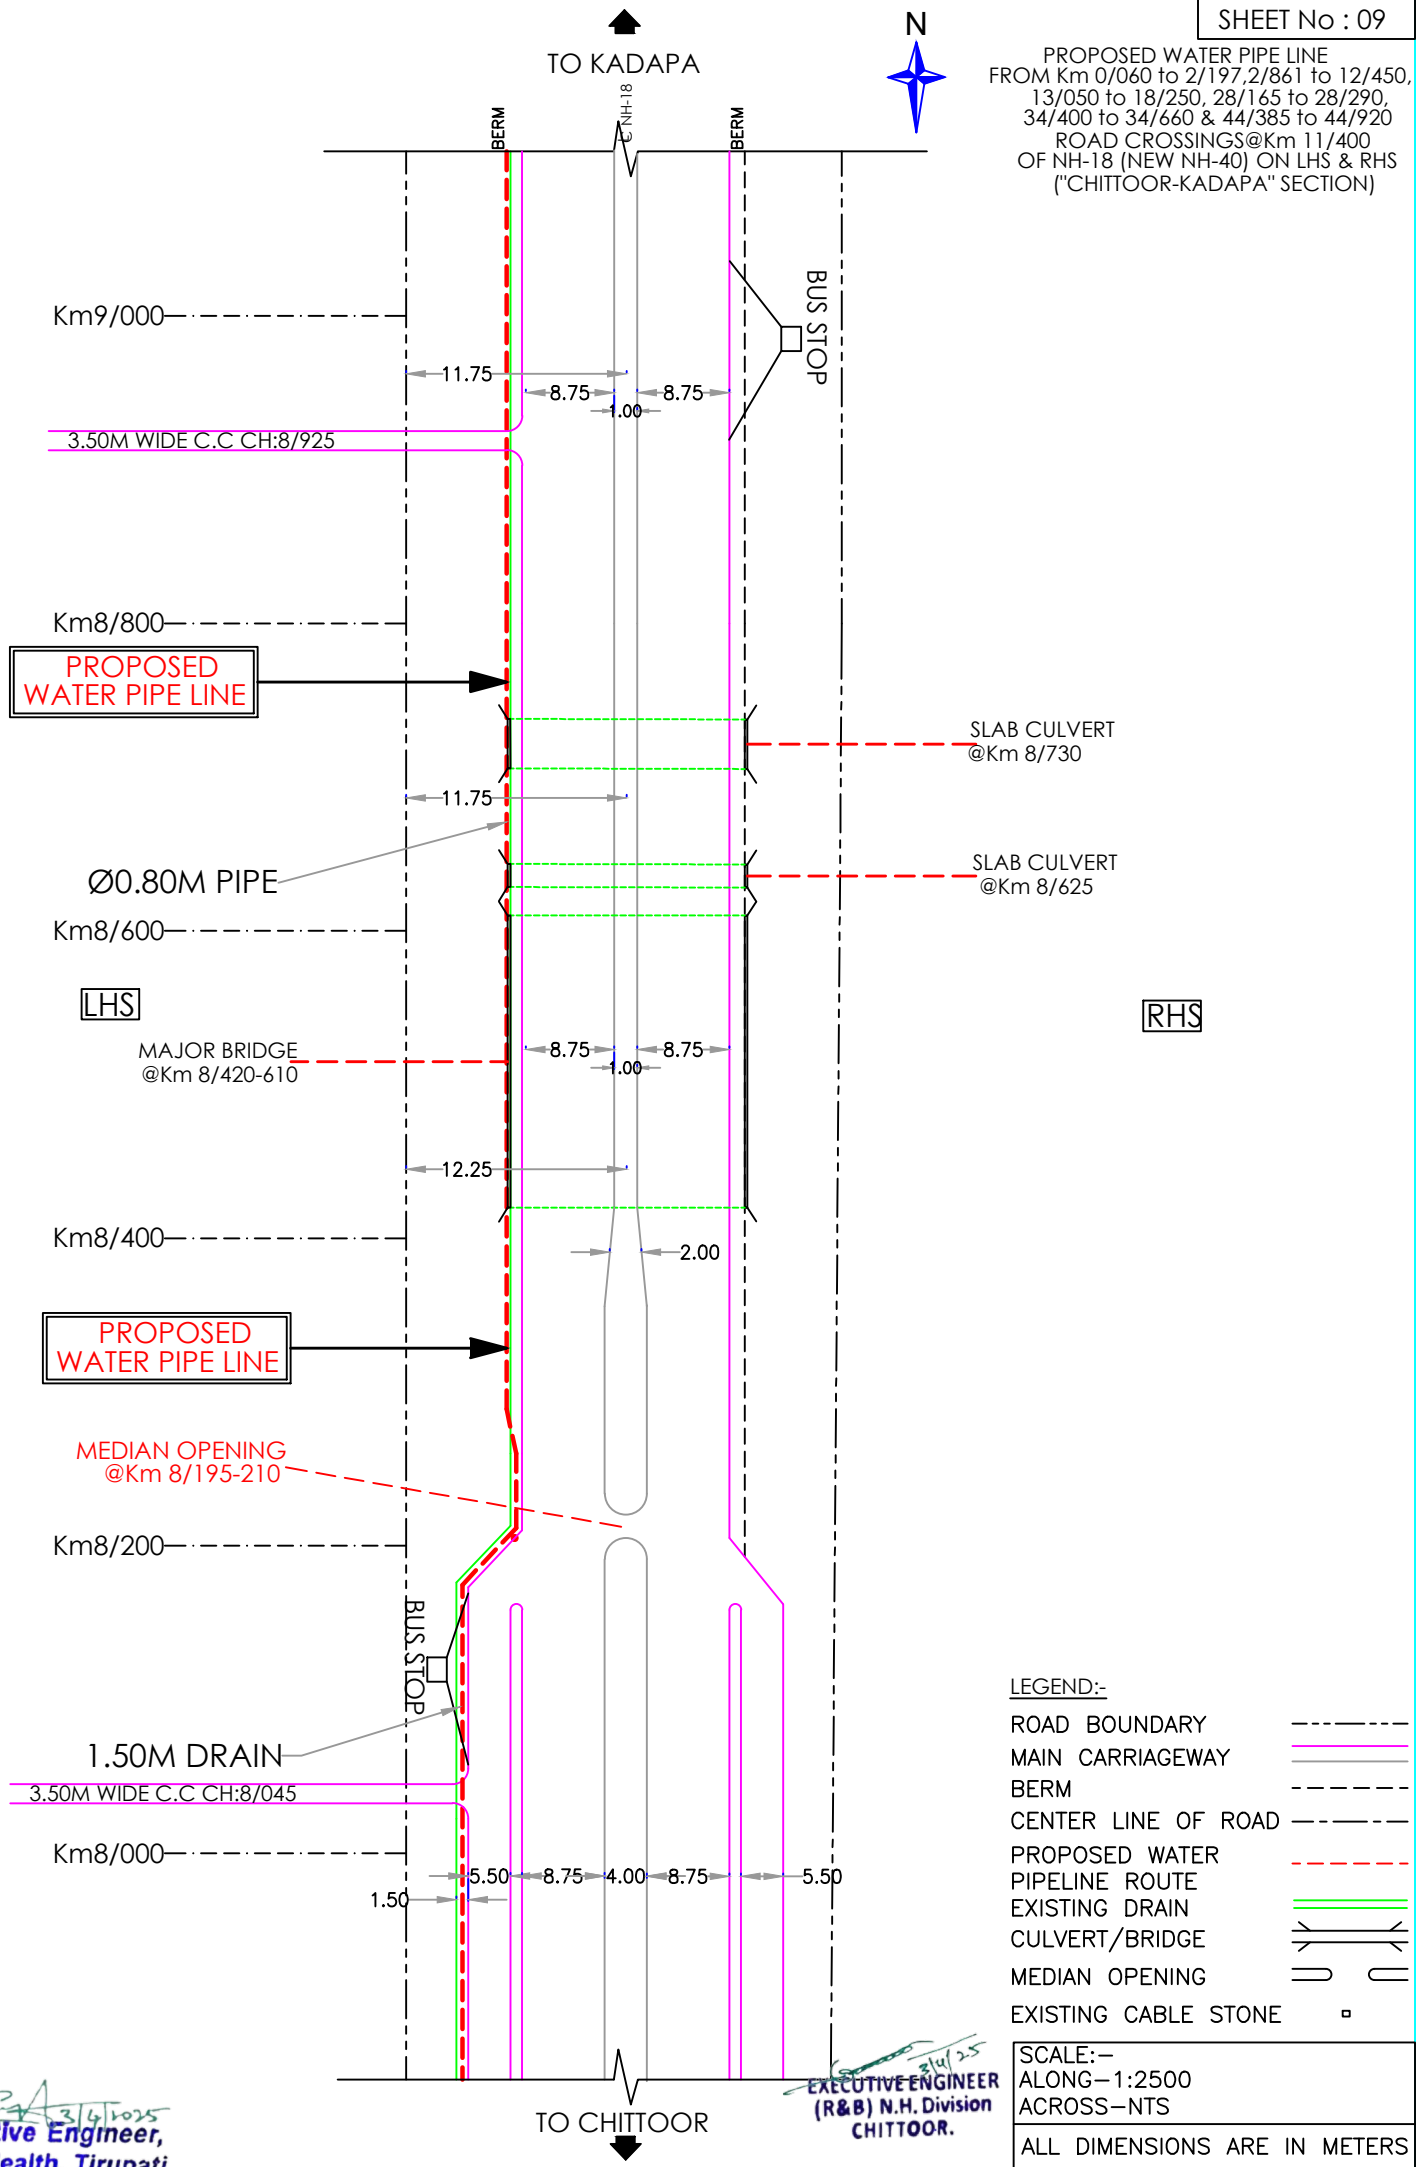 SHEET No : 09
TO KADAPA
N
PROPOSED WATER PIPE LINE
FROM Km 0/060 to 2/197,2/861 to 12/450,
13/050 to 18/250, 28/165 to 28/290,
34/400 to 34/660 & 44/385 to 44/920
ROAD CROSSINGS@Km 11/400
OF NH-18 (NEW NH-40) ON LHS & RHS
("CHITTOOR-KADAPA" SECTION)
BERM
NH-18
BERM
BUS STOP
Km9/000
11.75
8.75
8.75
1.00
3.50M WIDE C.C CH:8/925
Km8/800
PROPOSED
WATER PIPE LINE
SLAB CULVERT
@Km 8/730
11.75
Ø0.80M PIPE
SLAB CULVERT
@Km 8/625
Km8/600
LHS
RHS
MAJOR BRIDGE
@Km 8/420-610
8.75
8.75
1.00
12.25
Km8/400
2.00
PROPOSED
WATER PIPE LINE
MEDIAN OPENING
@Km 8/195-210
Km8/200
BUS STOP
1.50M DRAIN
3.50M WIDE C.C CH:8/045
Km8/000
5.50
8.75
4.00
8.75
5.50
1.50
LEGEND:-
ROAD BOUNDARY
MAIN CARRIAGEWAY
BERM
CENTER LINE OF ROAD
PROPOSED WATER
PIPELINE ROUTE
EXISTING DRAIN
CULVERT/BRIDGE
MEDIAN OPENING
EXISTING CABLE STONE
SCALE:-
ALONG-1:2500
ACROSS-NTS
ALL DIMENSIONS ARE IN METERS
TO CHITTOOR
3/4/25
EXECUTIVE ENGINEER
(R&B) N.H. Division
CHITTOOR.
3/4/2025
ive Engineer,
ealth, Tirupati